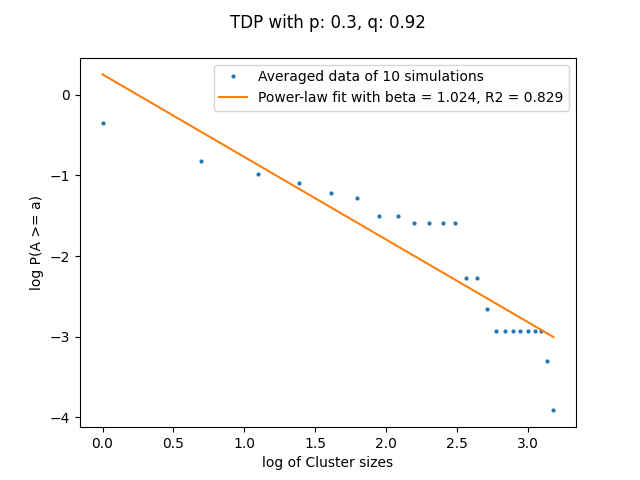 TDP with p: 0.3, q: 0.92
Averaged data of 10 simulations
Power-law fit with beta = 1.024, R2 = 0.829
0
−1
−2
−3
−4
log P(A >= a)
0.0 0.5 1.0 1.5 2.0 2.5 3.0
log of Cluster sizes